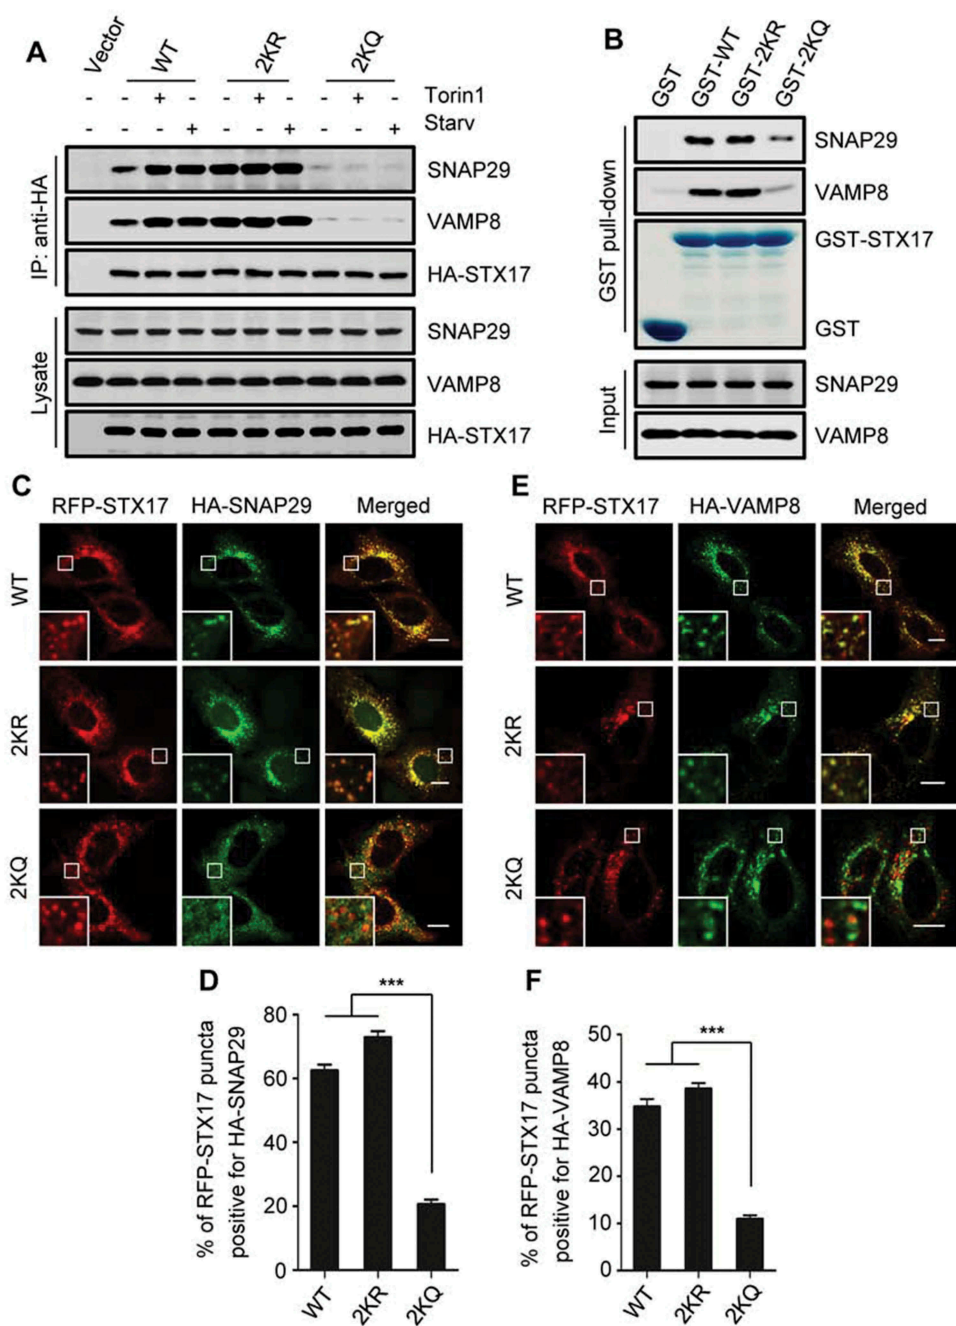 A
Vector
WT
2KR
2KQ
- - + - - + - - + - Torin1
- - - + - - + - - + Starv
IP: anti-HA
SNAP29
VAMP8
HA-STX17
Lysate
SNAP29
VAMP8
HA-STX17
B
GST
GST-WT
GST-2KR
GST-2KQ
GST pull-down
SNAP29
VAMP8
GST-STX17
GST
Input
SNAP29
VAMP8
C
RFP-STX17 HA-SNAP29 Merged
WT
2KR
2KQ
E
RFP-STX17 HA-VAMP8 Merged
WT
2KR
2KQ
D
***
% of RFP-STX17 puncta
positive for HA-SNAP29
80
60
40
20
0
WT 2KR 2KQ
F
***
% of RFP-STX17 puncta
positive for HA-VAMP8
50
40
30
20
10
0
WT 2KR 2KQ